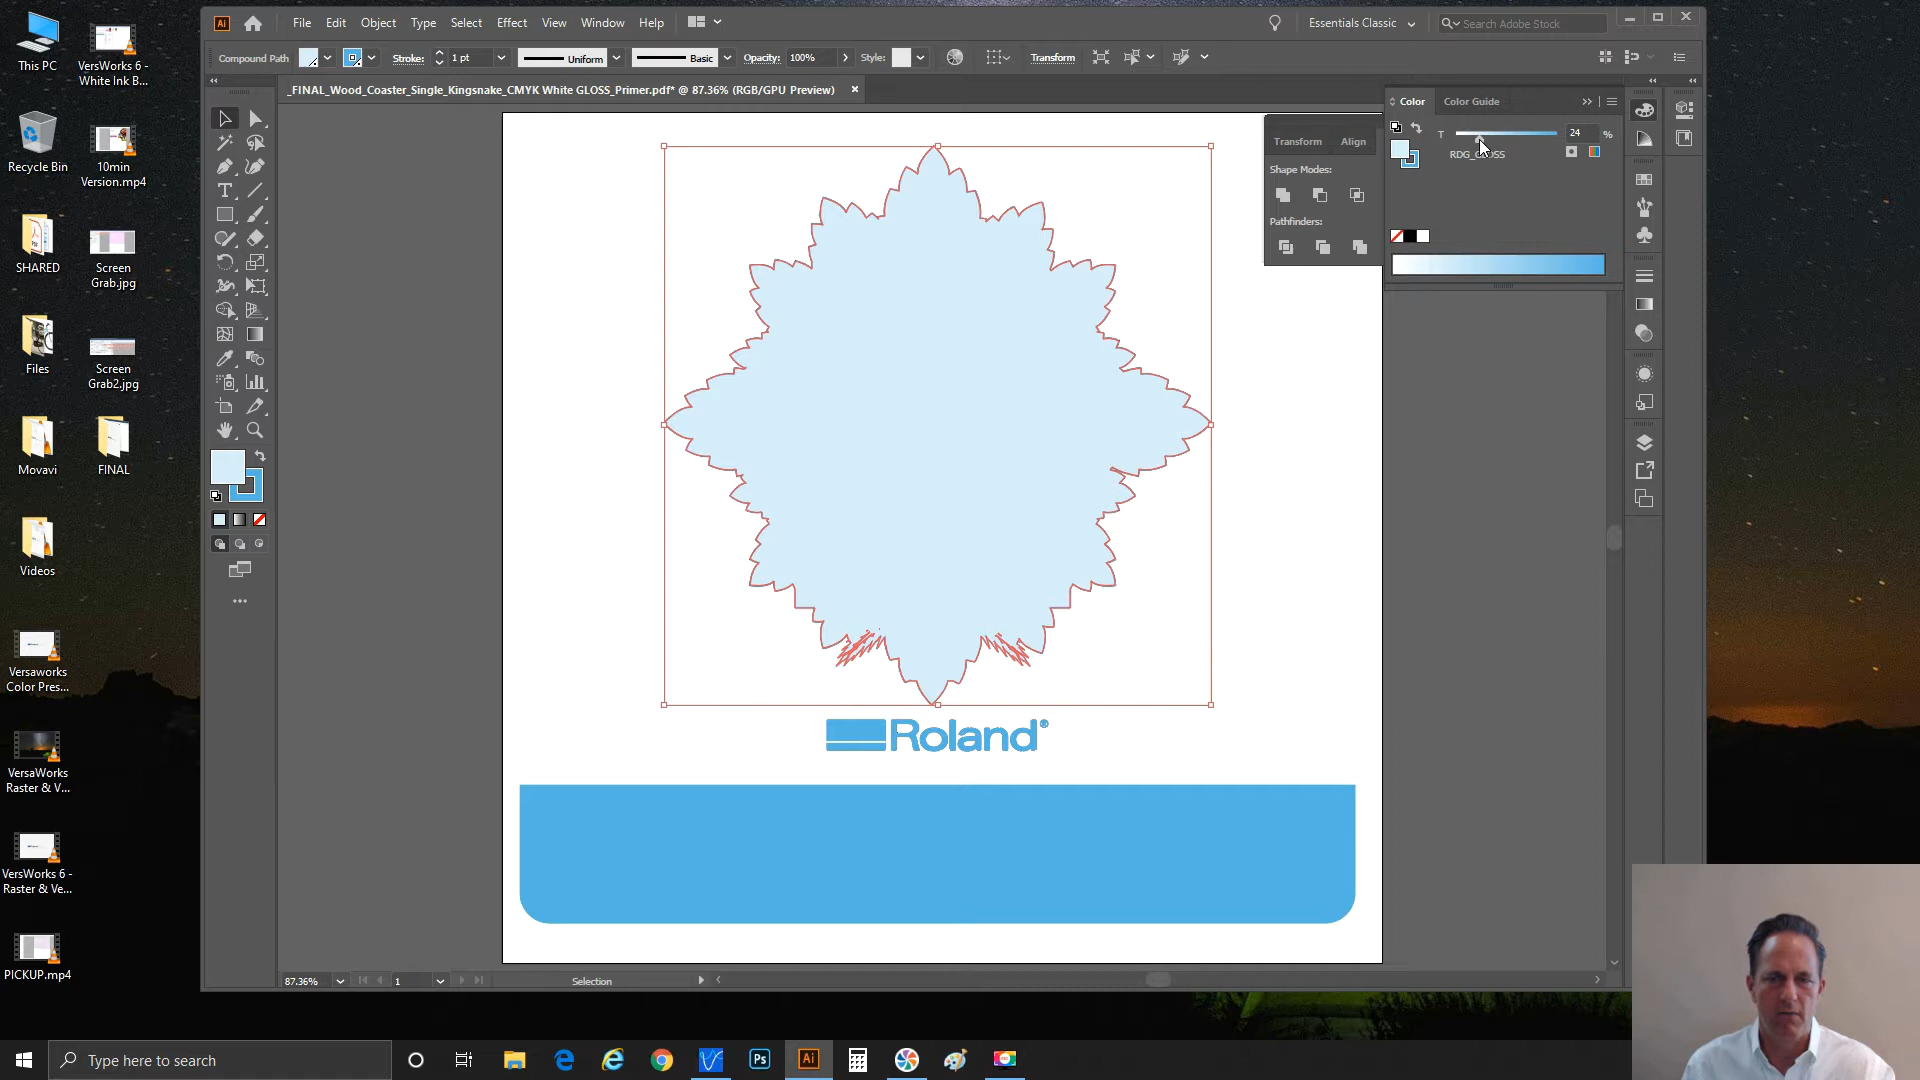 File Edit Object Type Select Effect View Window Help
Essentials Classic
Search Adobe Stock
Compound Path
Stroke: 1 pt Uniform Basic Opacity: 100% Style: Transform
_FINAL_Wood_Coaster_Single_Kingsnake_CMYK White GLOSS_Primer.pdf* @ 87.36% (RGB/GPU Preview) ×
Color Color Guide
T 24 %
Transform Align
Shape Modes:
Pathfinders:
This PC
VersWorks 6 -
White Ink B...
Recycle Bin
10min
Version.mp4
SHARED
Screen
Grab.jpg
Files
Screen
Grab2.jpg
Movavi
FINAL
Videos
Versaworks
Color Pres...
VersaWorks
Raster & V...
VersWorks 6 -
Raster & Ve...
PICKUP.mp4
Roland®
87.36% 1 Selection
Type here to search
Ps
Ai